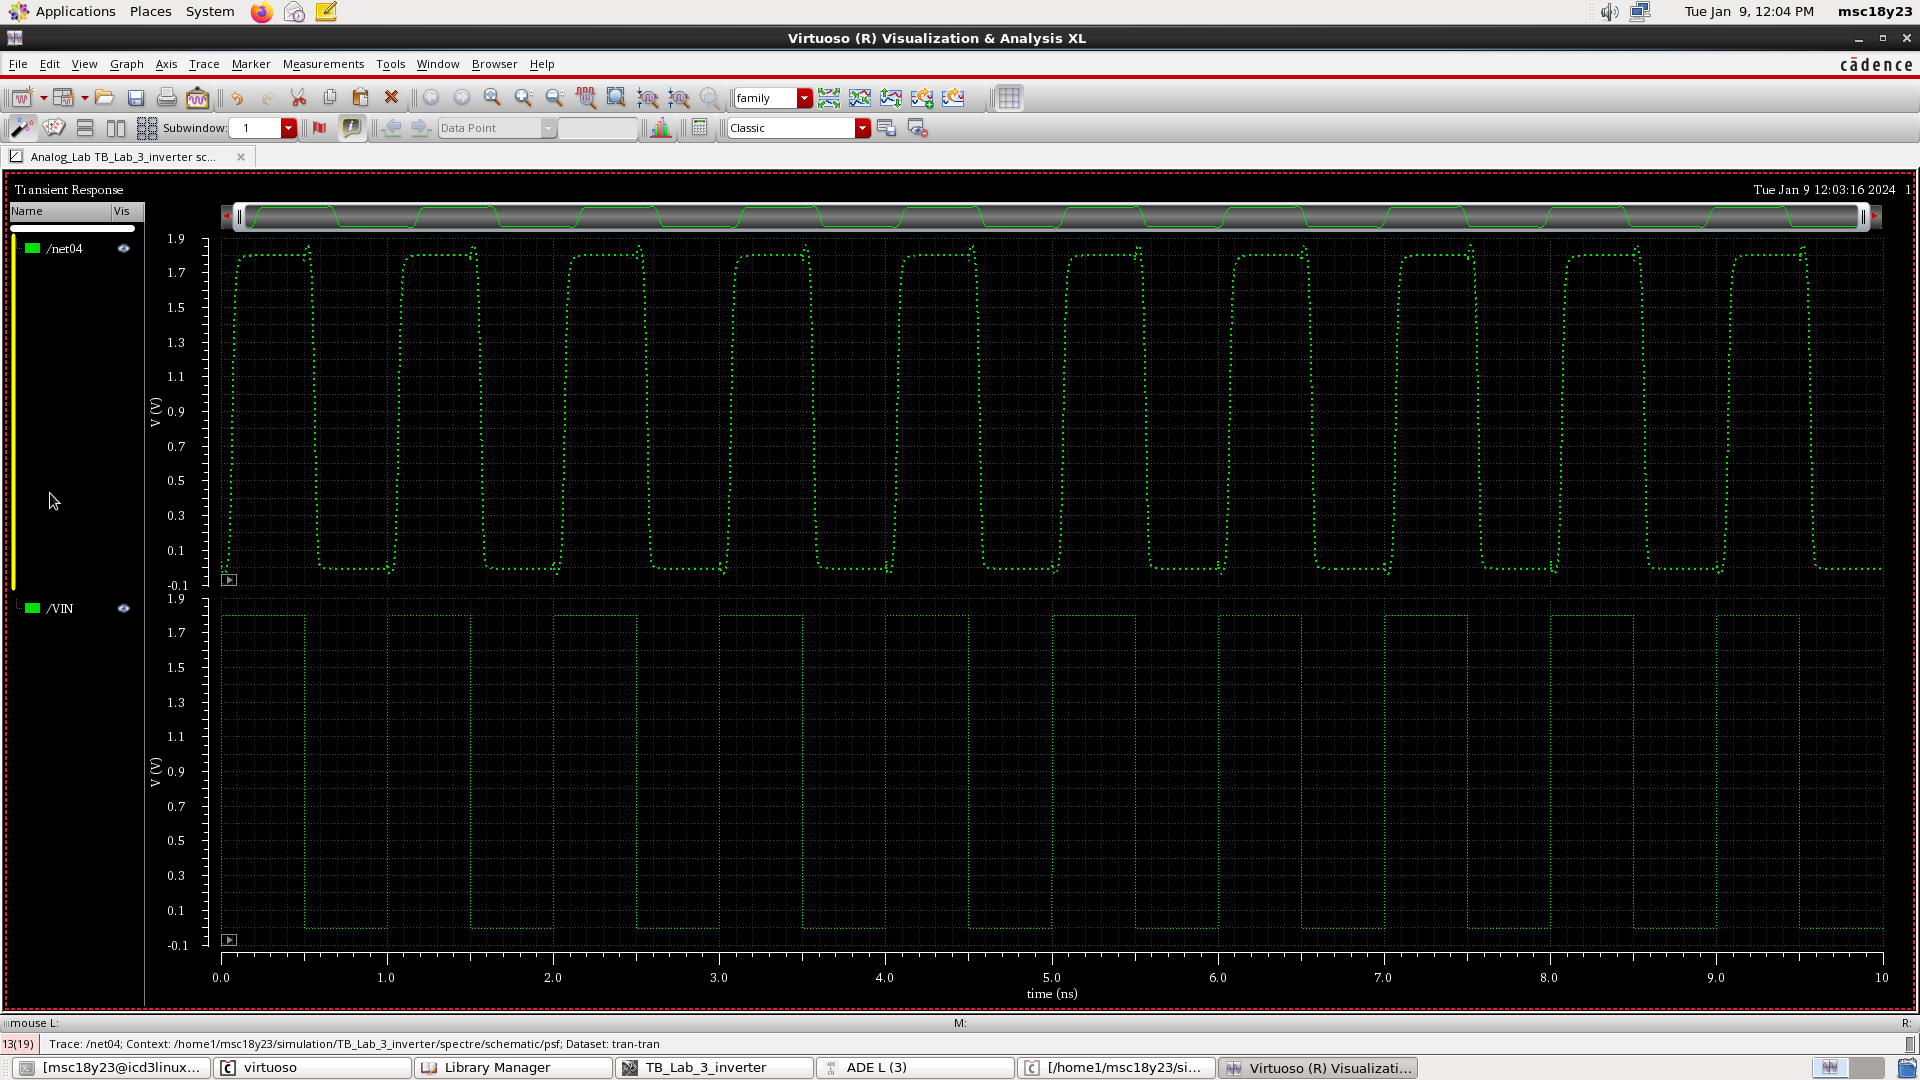 Applications Places System Tue Jan 9, 12:04 PM msc18y23
Virtuoso (R) Visualization & Analysis XL
File Edit View Graph Axis Trace Marker Measurements Tools Window Browser Help cādence
family
Subwindow: 1 Data Point Classic
Analog_Lab TB_Lab_3_inverter sc...
Transient Response Tue Jan 9 12:03:16 2024 1
Name Vis
/net04
1.9
1.7
1.5
1.3
1.1
0.9
0.7
0.5
0.3
0.1
-0.1
V (V)
/VIN
1.9
1.7
1.5
1.3
1.1
0.9
0.7
0.5
0.3
0.1
-0.1
V (V)
0.0 1.0 2.0 3.0 4.0 5.0 6.0 7.0 8.0 9.0 10
time (ns)
mouse L: M: R:
13(19) Trace: /net04; Context: /home1/msc18y23/simulation/TB_Lab_3_inverter/spectre/schematic/psf; Dataset: tran-tran
[msc18y23@icd3linux... virtuoso Library Manager TB_Lab_3_inverter ADE L (3) [/home1/msc18y23/si... Virtuoso (R) Visualizati...